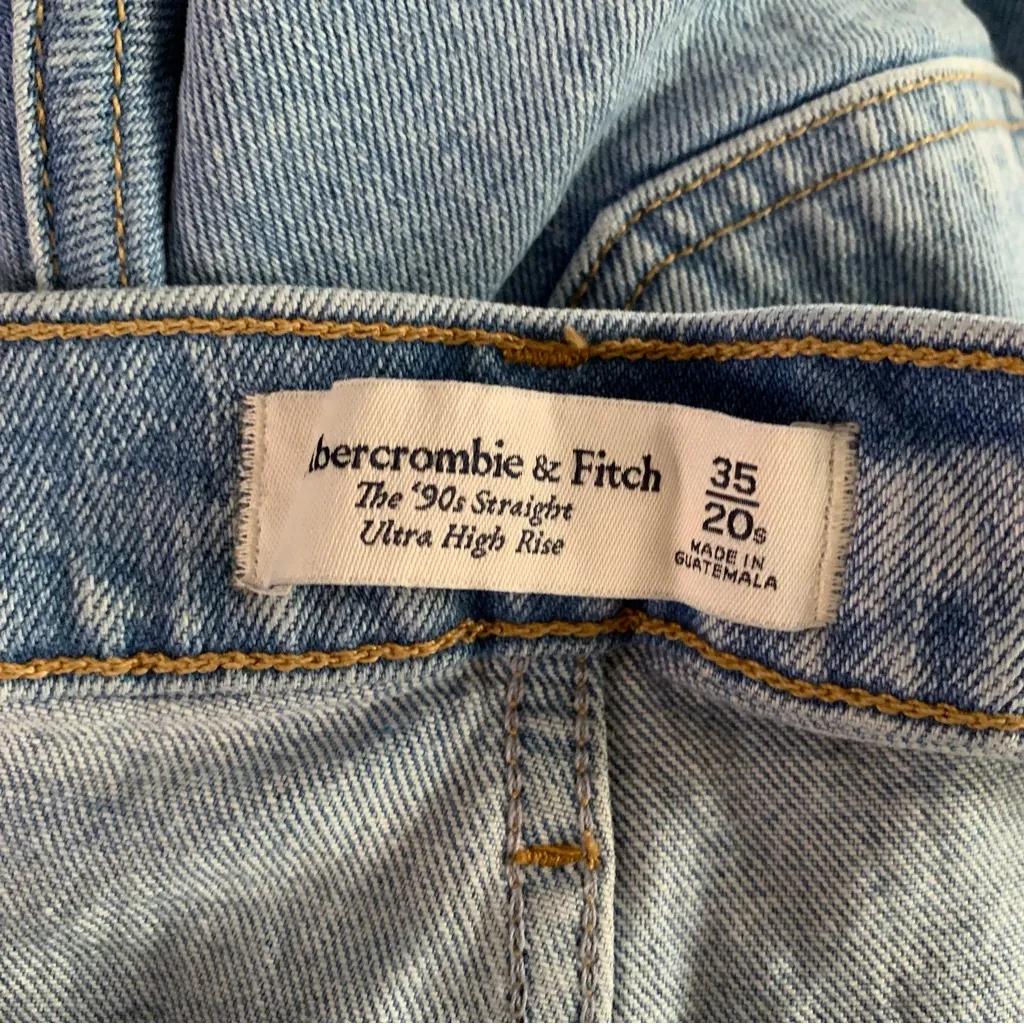 bercrombie & Fitch
The '90s Straight
Ultra High Rise
35
20s
MADE IN
GUATEMALA